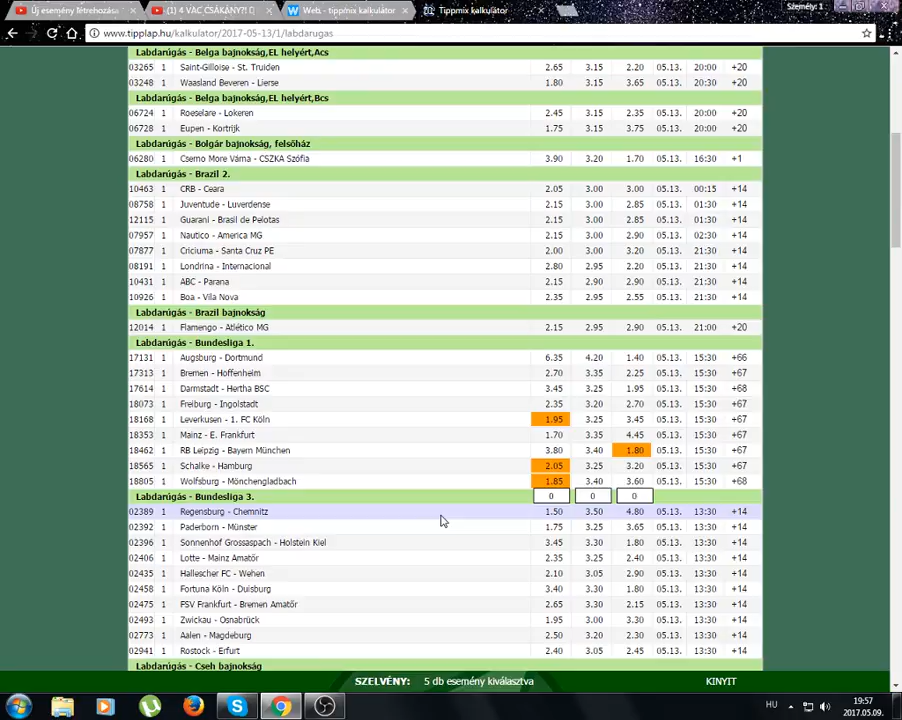 Új esemény létrehozása
(1) 4 VAC CSÁKÁNY?!
Web. - tippmix kalkulátor
Tippmix kalkulátor
Személy: 1
www.tipplap.hu/kalkulator/2017-05-13/1/labdarugas
Labdarúgás - Belga bajnokság,EL helyért,Acs
03265 1 Saint-Gilloise - St. Truiden 2.65 3.15 2.20 05.13. 20:00 +20
03248 1 Waasland Beveren - Lierse 1.80 3.15 3.65 05.13. 20:30 +20
Labdarúgás - Belga bajnokság,EL helyért,Bcs
06724 1 Roeselare - Lokeren 2.45 3.15 2.35 05.13. 20:00 +20
06728 1 Eupen - Kortrijk 1.75 3.15 3.75 05.13. 20:00 +20
Labdarúgás - Bolgár bajnokság, felsőház
06280 1 Cserno More Várna - CSZKA Szófia 3.90 3.20 1.70 05.13. 16:30 +1
Labdarúgás - Brazil 2.
10463 1 CRB - Ceara 2.05 3.00 3.00 05.13. 00:15 +14
08758 1 Juventude - Luverdense 2.15 3.00 2.85 05.13. 01:30 +14
12115 1 Guarani - Brasil de Pelotas 2.15 3.00 2.85 05.13. 01:30 +14
07957 1 Nautico - America MG 2.15 3.00 2.90 05.13. 02:30 +14
07877 1 Criciuma - Santa Cruz PE 2.00 3.00 3.20 05.13. 21:30 +14
08191 1 Londrina - Internacional 2.80 2.95 2.20 05.13. 21:30 +14
10431 1 ABC - Parana 2.15 2.90 2.90 05.13. 21:30 +14
10926 1 Boa - Vila Nova 2.35 2.95 2.55 05.13. 21:30 +14
Labdarúgás - Brazil bajnokság
12014 1 Flamengo - Atlético MG 2.15 2.95 2.90 05.13. 21:00 +20
Labdarúgás - Bundesliga 1.
17131 1 Augsburg - Dortmund 6.35 4.20 1.40 05.13. 15:30 +66
17313 1 Bremen - Hoffenheim 2.70 3.35 2.25 05.13. 15:30 +67
17614 1 Darmstadt - Hertha BSC 3.45 3.25 1.95 05.13. 15:30 +68
18073 1 Freiburg - Ingolstadt 2.35 3.20 2.70 05.13. 15:30 +67
18168 1 Leverkusen - 1. FC Köln 1.95 3.25 3.45 05.13. 15:30 +67
18353 1 Mainz - E. Frankfurt 1.70 3.35 4.45 05.13. 15:30 +67
18462 1 RB Leipzig - Bayern München 3.80 3.40 1.80 05.13. 15:30 +67
18565 1 Schalke - Hamburg 2.05 3.25 3.20 05.13. 15:30 +67
18805 1 Wolfsburg - Mönchengladbach 1.85 3.40 3.60 05.13. 15:30 +68
Labdarúgás - Bundesliga 3. 0 0 0
02389 1 Regensburg - Chemnitz 1.50 3.50 4.80 05.13. 13:30 +14
02392 1 Paderborn - Münster 1.75 3.25 3.65 05.13. 13:30 +14
02396 1 Sonnenhof Grossaspach - Holstein Kiel 3.45 3.30 1.80 05.13. 13:30 +14
02406 1 Lotte - Mainz Amatőr 2.35 3.25 2.40 05.13. 13:30 +14
02435 1 Hallescher FC - Wehen 2.10 3.05 2.90 05.13. 13:30 +14
02458 1 Fortuna Köln - Duisburg 3.40 3.30 1.80 05.13. 13:30 +14
02475 1 FSV Frankfurt - Bremen Amatőr 2.65 3.30 2.15 05.13. 13:30 +14
02493 1 Zwickau - Osnabrück 1.95 3.00 3.30 05.13. 13:30 +14
02773 1 Aalen - Magdeburg 2.50 3.20 2.30 05.13. 13:30 +14
02941 1 Rostock - Erfurt 2.40 3.05 2.45 05.13. 13:30 +14
Labdarúgás - Cseh bajnokság
SZELVÉNY: 5 db esemény kiválasztva KINYIT
HU
19:57
2017.05.09.